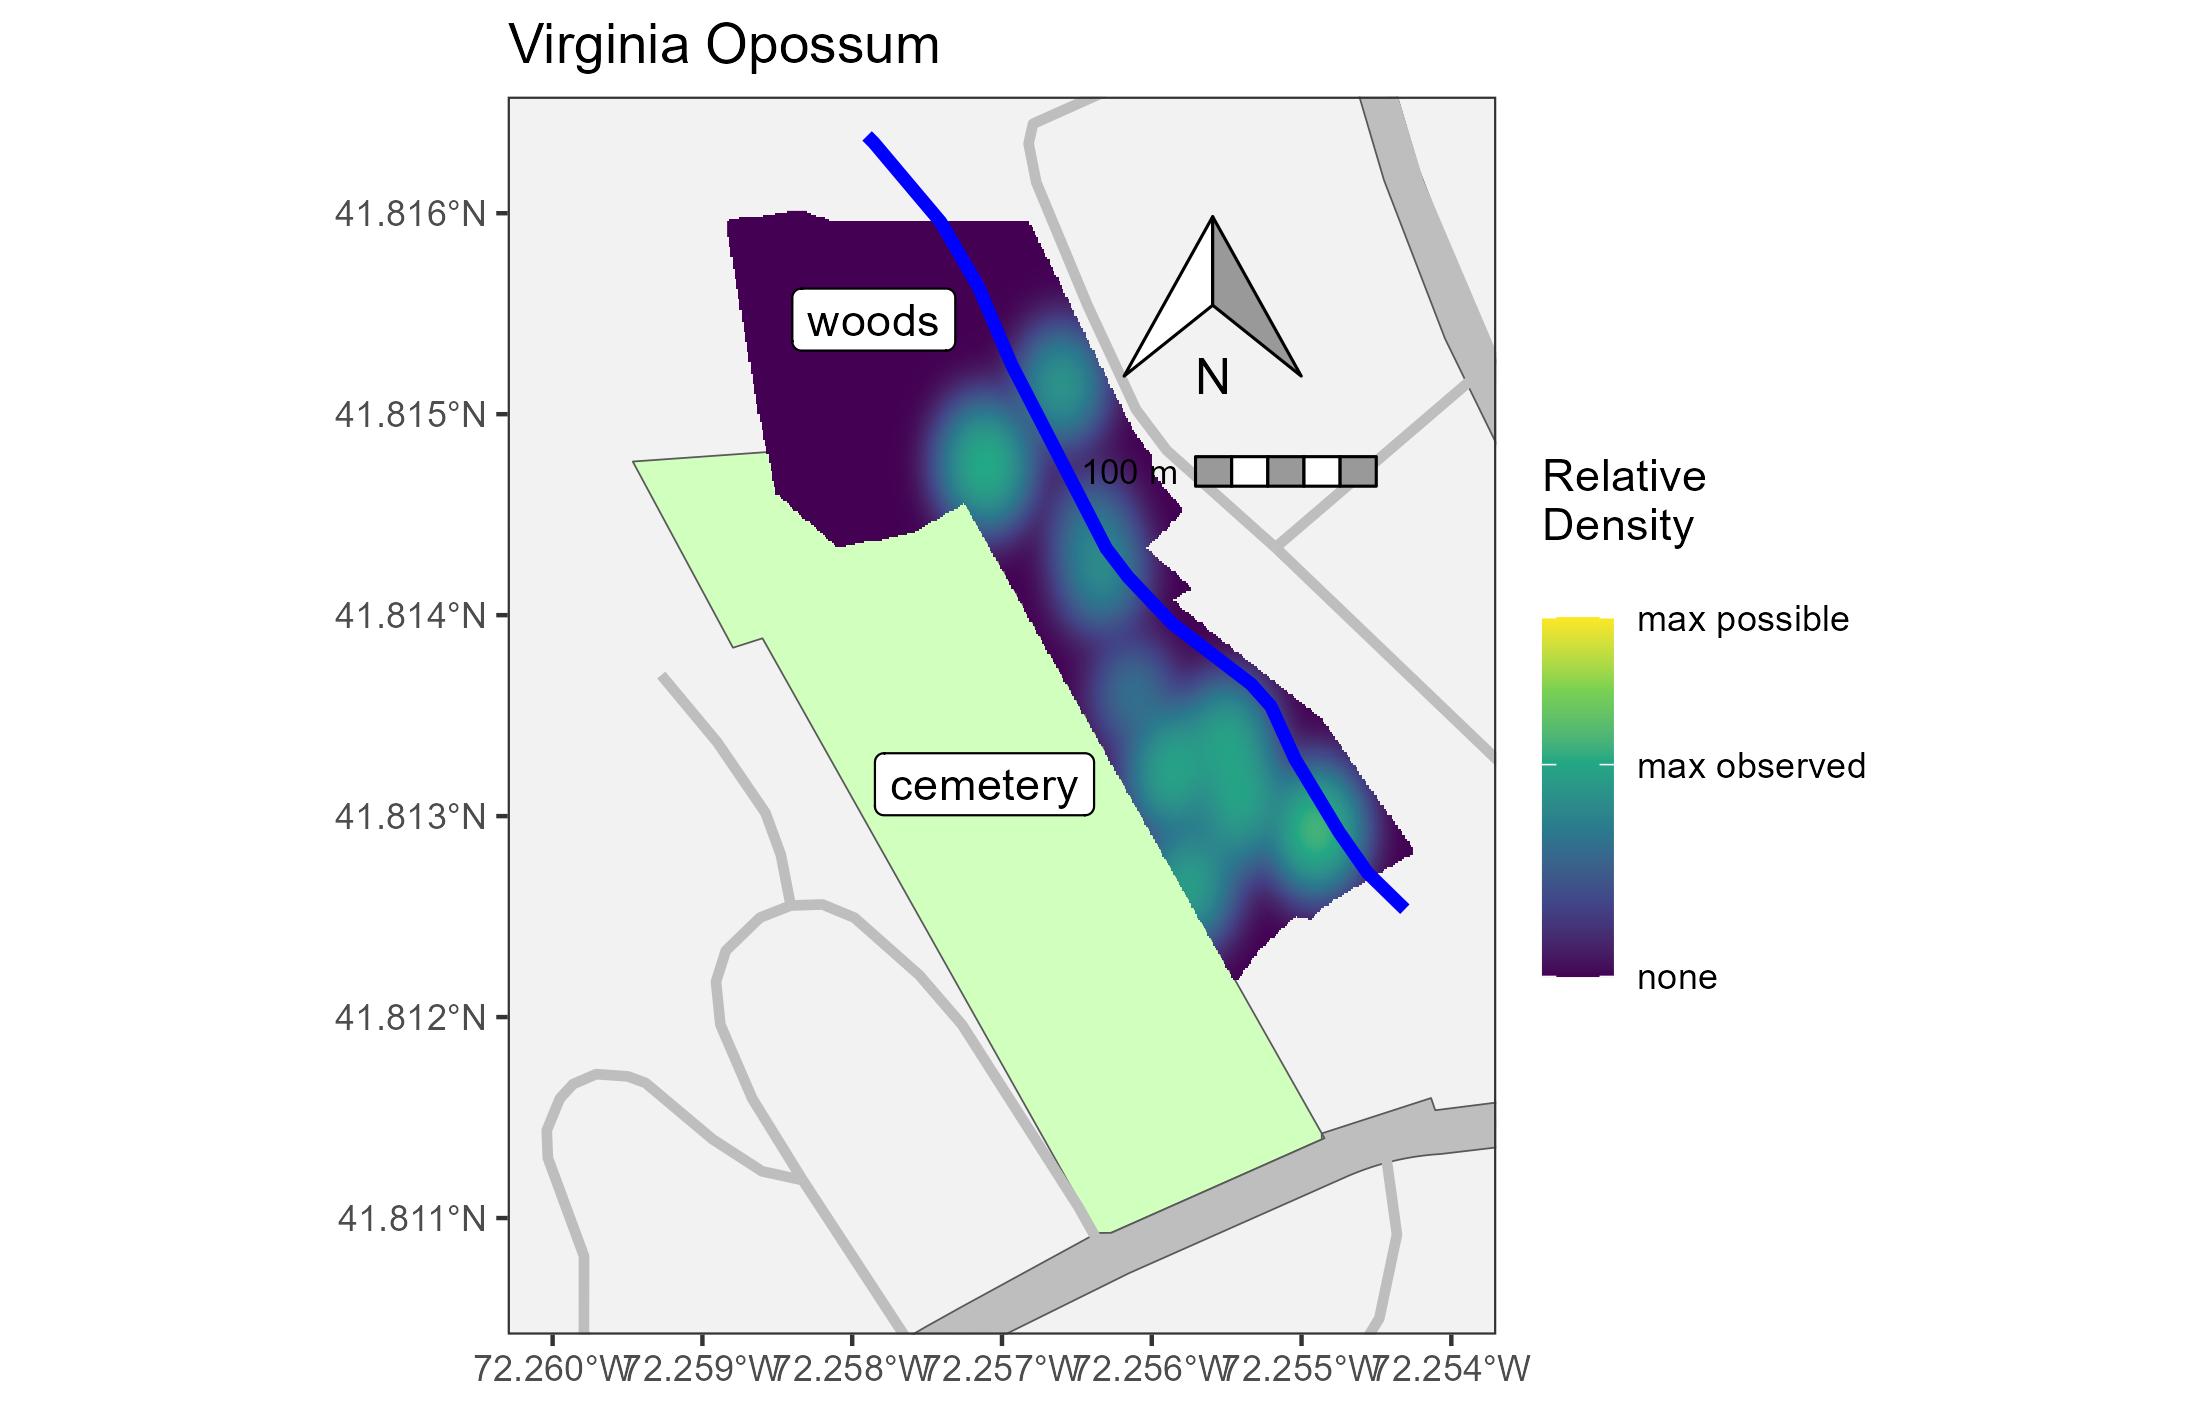 Virginia Opossum
41.816°N
41.815°N
41.814°N
41.813°N
41.812°N
41.811°N
woods
N
100 m
cemetery
72.260°W
72.259°W
72.258°W
72.257°W
72.256°W
72.255°W
72.254°W
Relative
Density
max possible
max observed
none